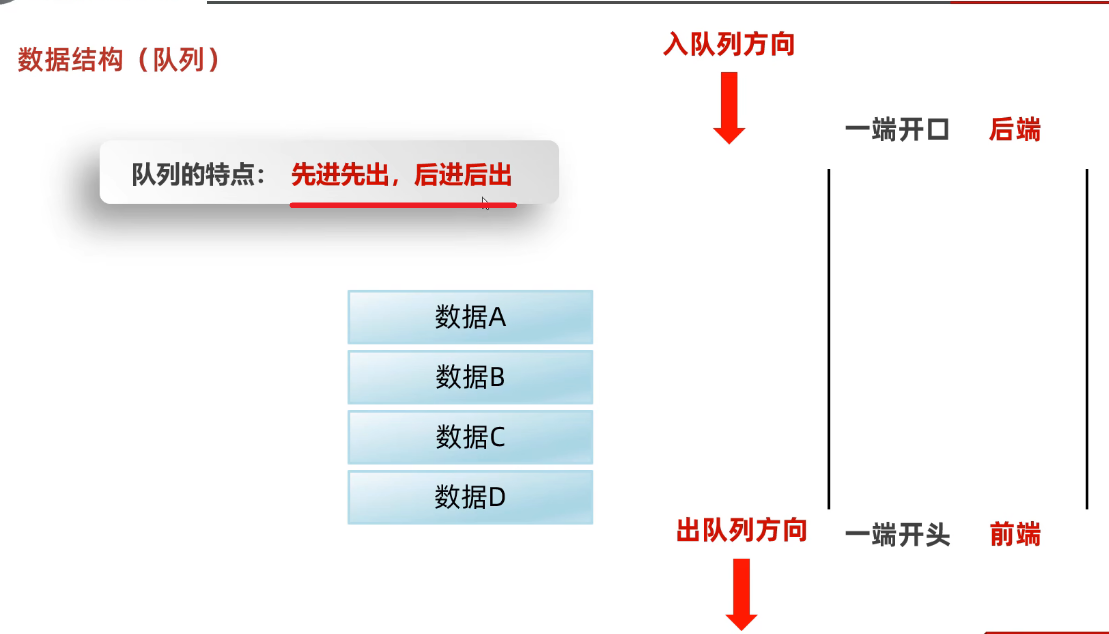 数据结构（队列）
入队列方向
一端开口 后端
队列的特点： 先进先出，后进后出
数据A
数据B
数据C
数据D
出队列方向 一端开头 前端